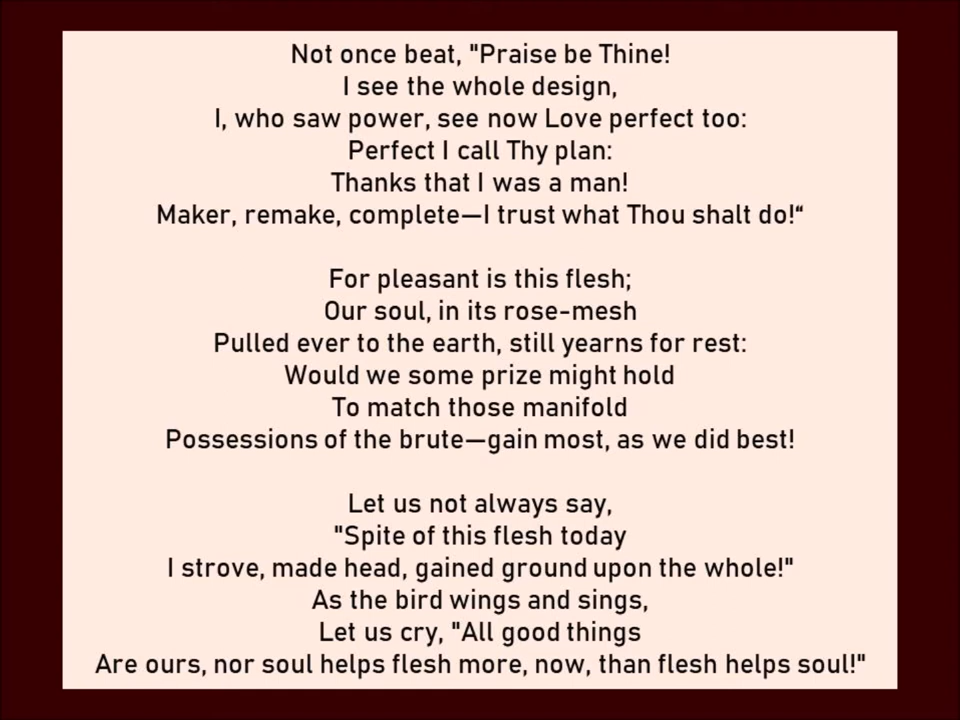 Not once beat, "Praise be Thine!
I see the whole design,
I, who saw power, see now Love perfect too:
Perfect I call Thy plan:
Thanks that I was a man!
Maker, remake, complete—I trust what Thou shalt do!“
For pleasant is this flesh;
Our soul, in its rose-mesh
Pulled ever to the earth, still yearns for rest:
Would we some prize might hold
To match those manifold
Possessions of the brute—gain most, as we did best!
Let us not always say,
"Spite of this flesh today
I strove, made head, gained ground upon the whole!"
As the bird wings and sings,
Let us cry, "All good things
Are ours, nor soul helps flesh more, now, than flesh helps soul!"